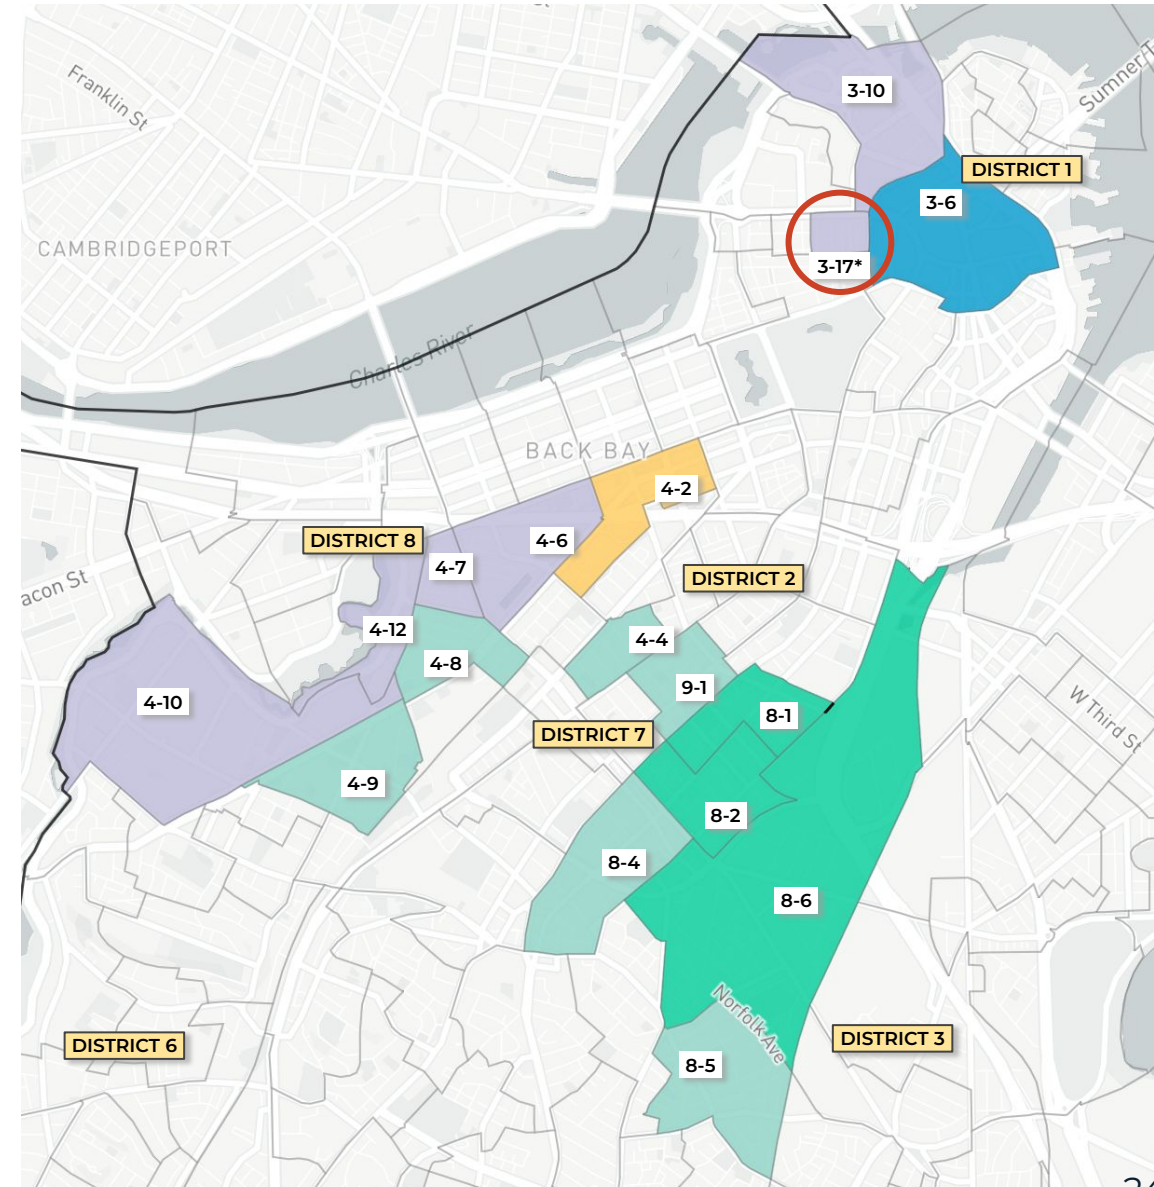 Franklin St
3-10
Sumner T
DISTRICT 1
3-6
CAMBRIDGEPORT
3-17*
Charles River
BACK BAY
4-2
DISTRICT 8
4-6
4-7
DISTRICT 2
acon St
4-12
4-4
4-8
9-1
4-10
8-1
W Third St
DISTRICT 7
4-9
8-2
8-4
8-6
Norfolk Ave
DISTRICT 6
DISTRICT 3
8-5